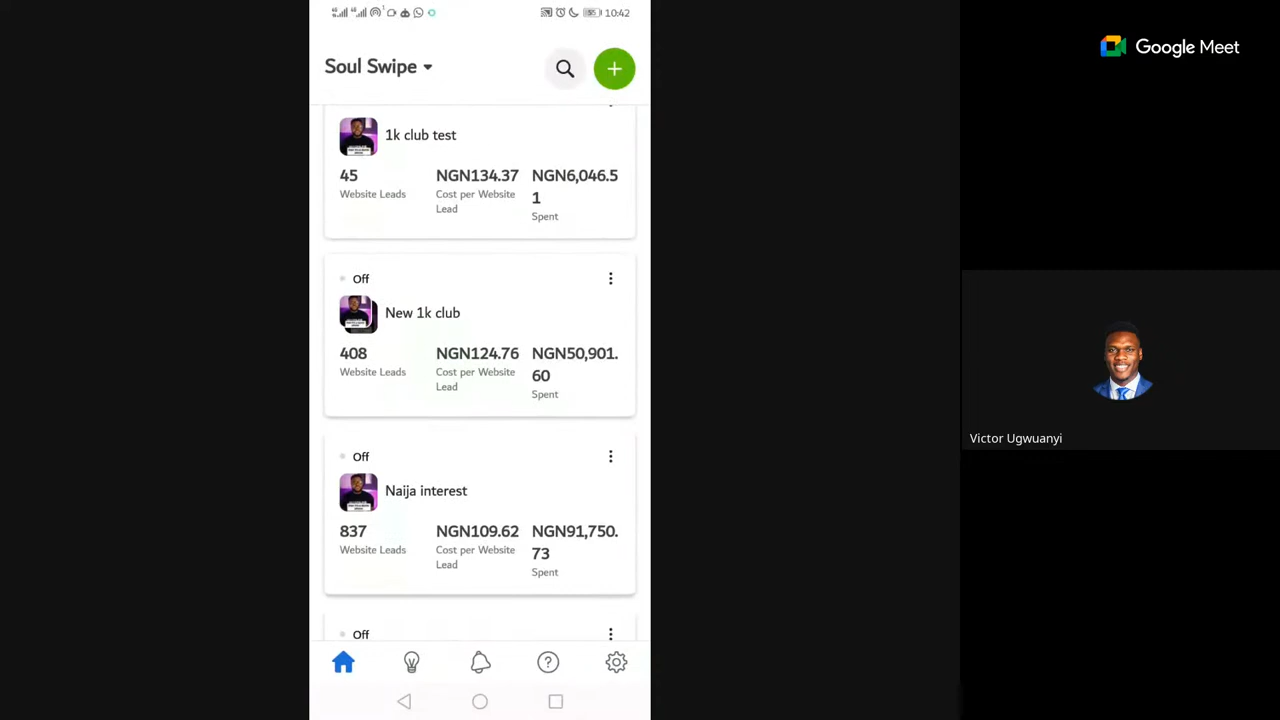 10:42
Google Meet
Soul Swipe
1k club test
45
NGN134.37
NGN6,046.5
1
Website Leads
Cost per Website
Lead
Spent
Off
New 1k club
408
NGN124.76
NGN50,901.
60
Website Leads
Cost per Website
Lead
Spent
Off
Naija interest
837
NGN109.62
NGN91,750.
73
Website Leads
Cost per Website
Lead
Spent
Off
Victor Ugwuanyi